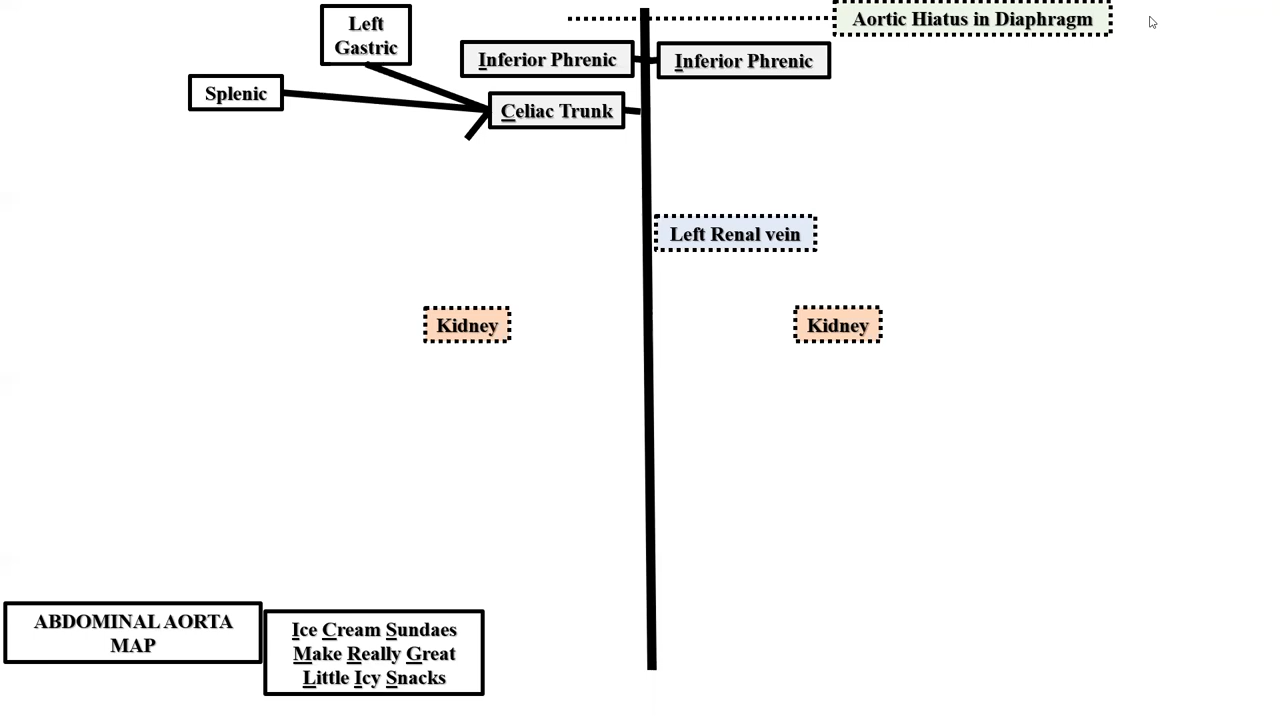 Aortic Hiatus in Diaphragm
Left
Gastric
Inferior Phrenic
Inferior Phrenic
Splenic
Celiac Trunk
Left Renal vein
Kidney
Kidney
ABDOMINAL AORTA
MAP
Ice Cream Sundaes
Make Really Great
Little Icy Snacks